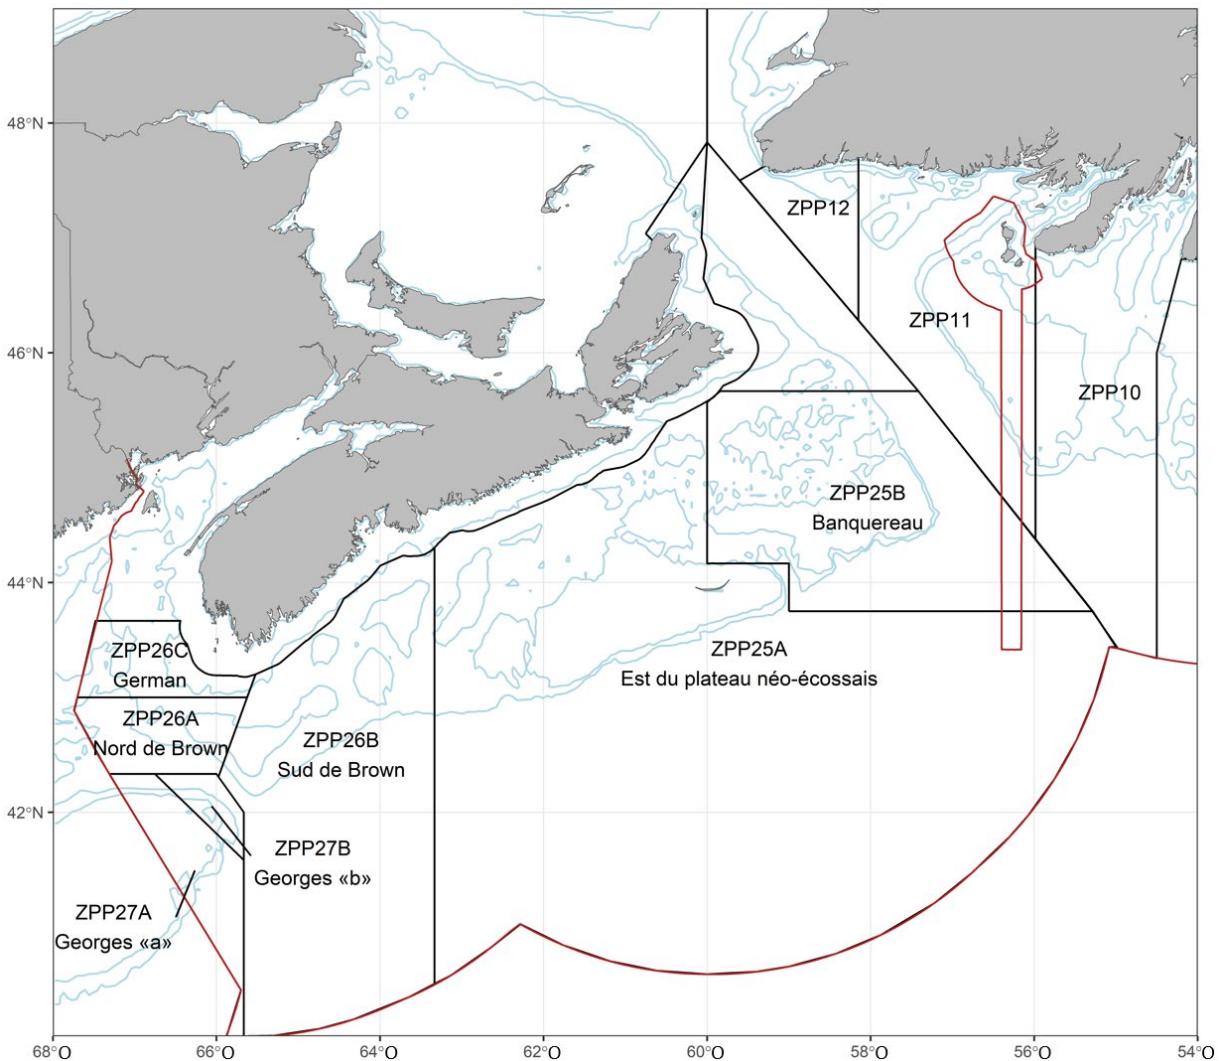 48°N
46°N
44°N
42°N
ZPP12
ZPP11
ZPP10
ZPP25B
Banquereau
ZPP25A
Est du plateau néo-écossais
ZPP26C
German
ZPP26A
Nord de Brown
ZPP26B
Sud de Brown
ZPP27B
Georges «b»
ZPP27A
Georges «a»
68°O
66°O
62°O
64°O
60°O
58°O
56°O
54°O